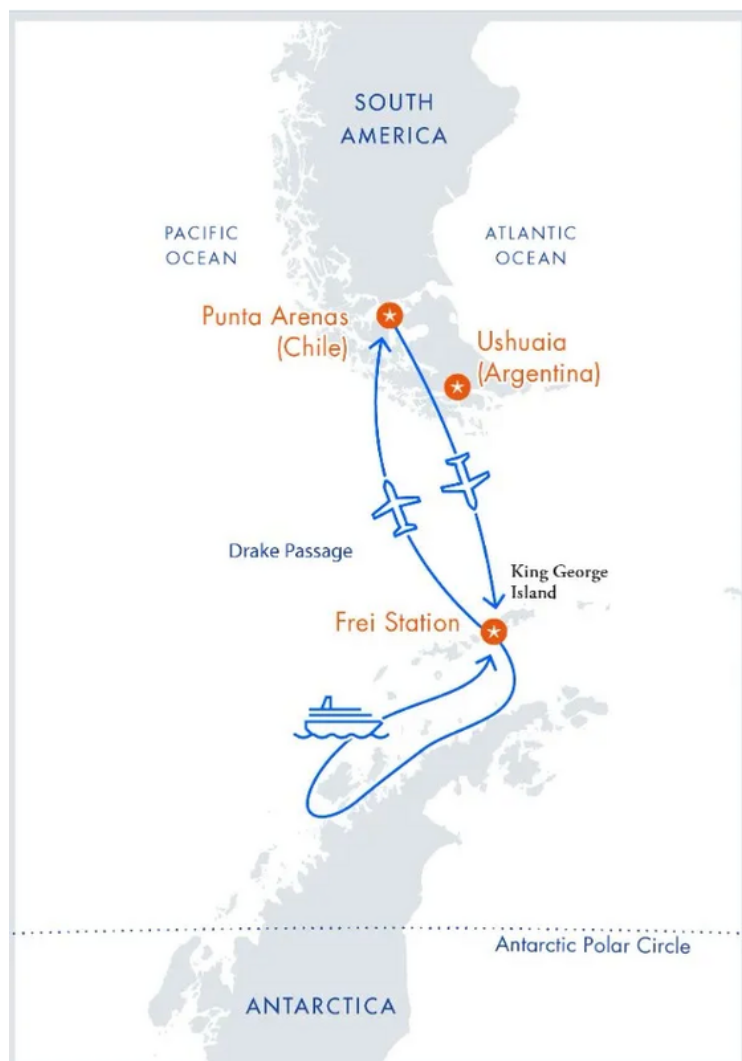 SOUTH
AMERICA
PACIFIC
OCEAN
ATLANTIC
OCEAN
Punta Arenas
(Chile)
Ushuaia
(Argentina)
Drake Passage
King George
Island
Frei Station
Antarctic Polar Circle
ANTARCTICA